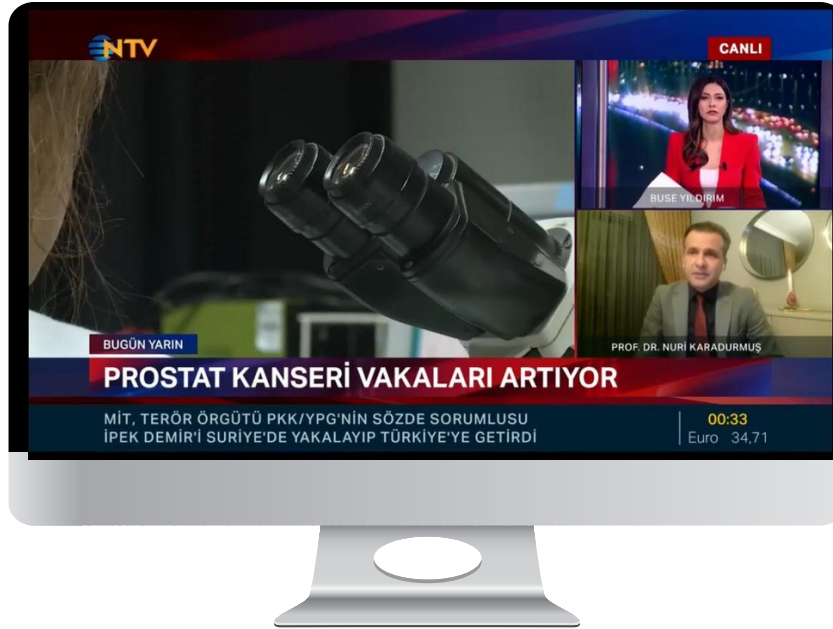 NTV
CANLI
BUSE YILDIRIM
PROF. DR. NURİ KARADURMUŞ
BUGÜN YARIN
PROSTAT KANSERİ VAKALARI ARTIYOR
MİT, TERÖR ÖRGÜTÜ PKK/YPG'NİN SÖZDE SORUMLUSU
İPEK DEMİR'İ SURİYE'DE YAKALAYIP TÜRKİYE'YE GETİRDİ
00:33
Euro 34,71